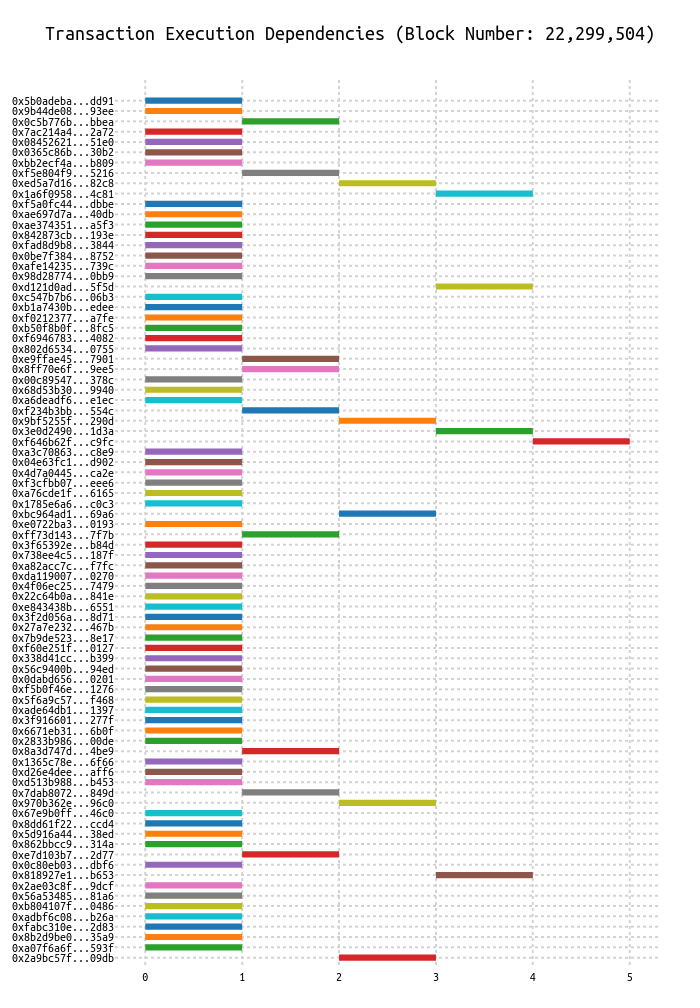 Transaction Execution Dependencies (Block Number: 22,299,504)
0x5b0adeba...dd91
0x9b44de08...93ee
0x0c5b776b...bbea
0x7ac214a4...2a72
0x08452621...51e0
0x0365c86b...30b2
0xbb2ecf4a...b809
0xf5e804f9...5216
0xed5a7d16...82c8
0x1a6f0958...4c81
0xf5a0fc44...dbbe
0xae697d7a...40db
0xae374351...a5f3
0x842873cb...193e
0xfad8d9b8...3844
0x0be7f384...8752
0xafe14235...739c
0x98d28774...0bb9
0xd121d0ad...5f5d
0xc547b7b6...06b3
0xb1a7430b...edee
0xf0212377...a7fe
0xb50f8b0f...8fc5
0xf6946783...4082
0x802d6534...0755
0xe9ffae45...7901
0x8ff70e6f...9ee5
0x00c89547...378c
0x68d53b30...9940
0xa6deadf6...e1ec
0xf234b3bb...554c
0x9bf5255f...290d
0x3e0d2490...1d3a
0xf646b62f...c9fc
0xa3c70863...c8e9
0x04e63fc1...d902
0x4d7a0445...ca2e
0xf3cfbb07...eee6
0xa76cde1f...6165
0x1785e6a6...c0c3
0xbc964ad1...69a6
0xe0722ba3...0193
0xff73d143...7f7b
0x3f65392e...b84d
0x738ee4c5...187f
0xa82acc7c...f7fc
0xda119007...0270
0x4f06ec25...7479
0x22c64b0a...841e
0xe843438b...6551
0x3f2d056a...8d71
0x27a7e232...467b
0x7b9de523...8e17
0xf60e251f...0127
0x338d41cc...b399
0x56c9400b...94ed
0x0dabd656...0201
0xf5b0f46e...1276
0x5f6a9c57...f468
0xade64db1...1397
0x3f916601...277f
0x6671eb31...6b0f
0x2833b986...00de
0x8a3d747d...4be9
0x1365c78e...6f66
0xd26e4dee...aff6
0xd513b988...b453
0x7dab8072...849d
0x970b362e...96c0
0x67e9b0ff...46c0
0x8dd61f22...ccd4
0x5d916a44...38ed
0x862bbcc9...314a
0xe7d103b7...2d77
0x0c80eb03...dbf6
0x818927e1...b653
0x2ae03c8f...9dcf
0x56a53485...81a6
0xb804107f...0486
0xadbf6c08...b26a
0xfabc310e...2d83
0x8b2d9be0...35a9
0xa07f6a6f...593f
0x2a9bc57f...09db
0 1 2 3 4 5